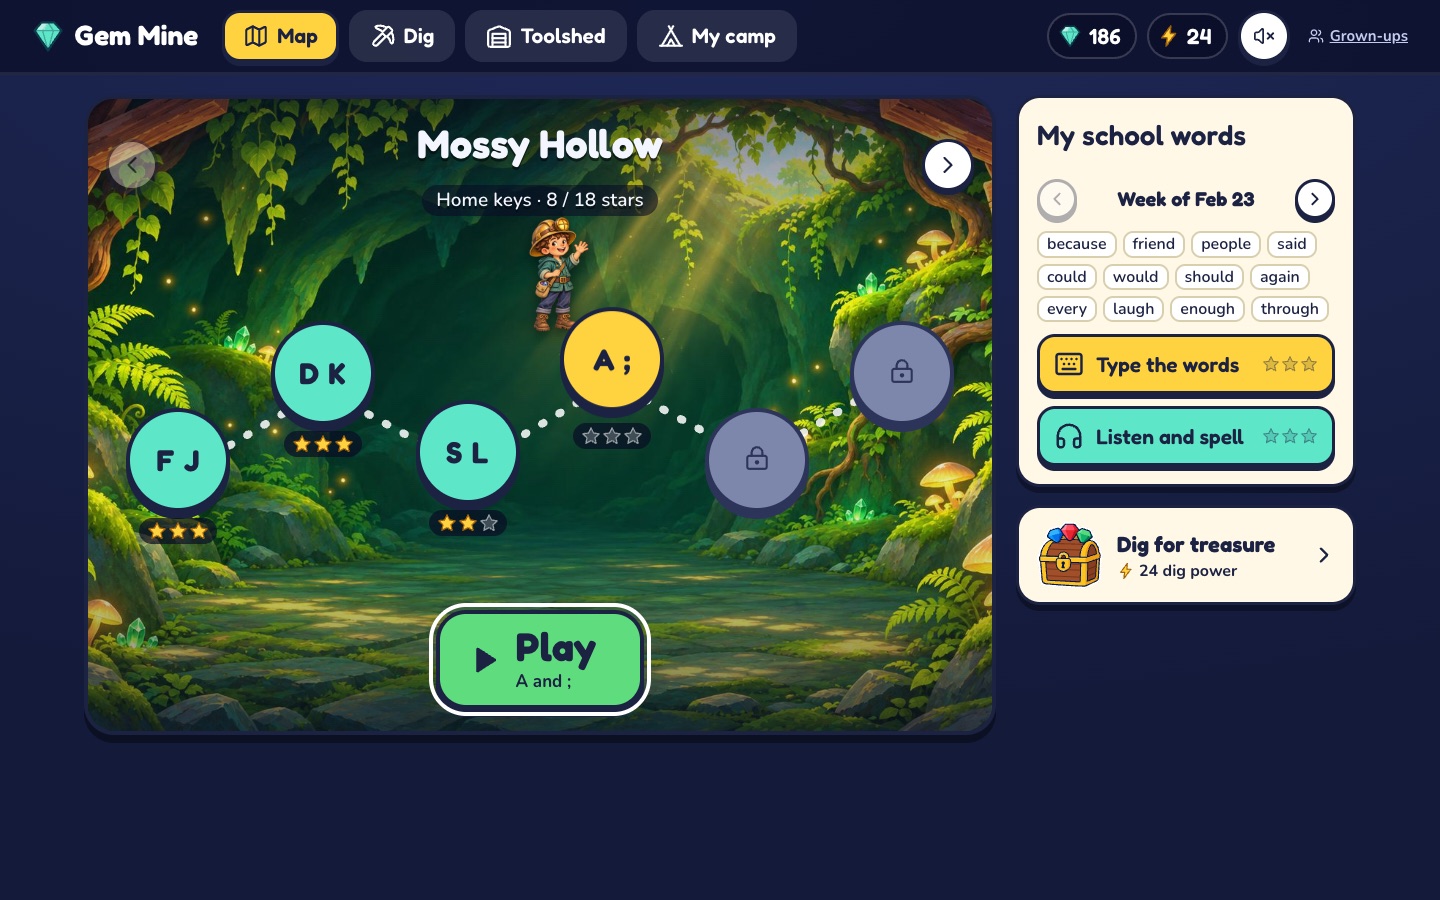 Gem Mine
Map
Dig
Toolshed
My camp
186
24
Grown-ups
Mossy Hollow
Home keys · 8 / 18 stars
F J
D K
S L
A ;
Play
A and ;
My school words
Week of Feb 23
because friend people said
could would should again
every laugh enough through
Type the words
Listen and spell
Dig for treasure
24 dig power